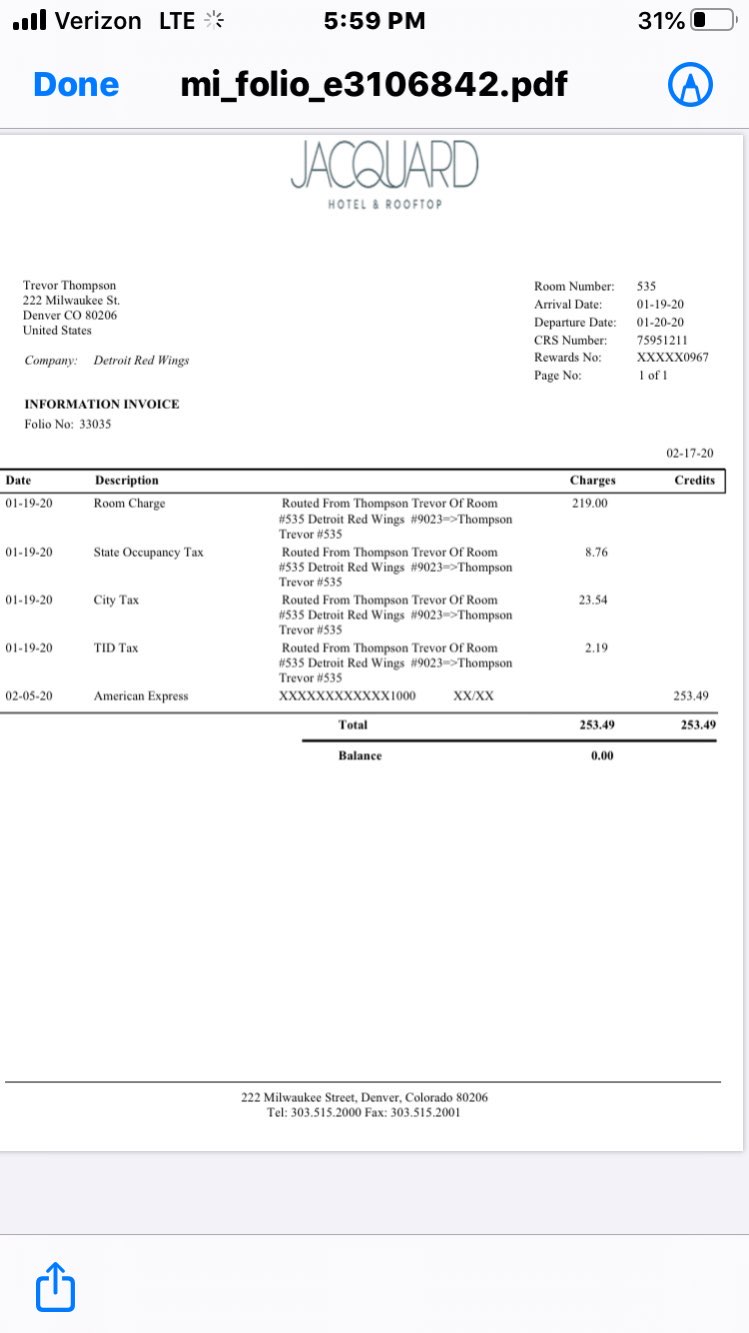 Verizon LTE 5:59 PM 31%
Done mi_folio_e3106842.pdf
JACQUARD
HOTEL & ROOFTOP
Trevor Thompson
222 Milwaukee St.
Denver CO 80206
United States
Company: Detroit Red Wings
Room Number: 535
Arrival Date: 01-19-20
Departure Date: 01-20-20
CRS Number: 75951211
Rewards No: XXXXX0967
Page No: 1 of 1
INFORMATION INVOICE
Folio No: 33035
02-17-20
Date Description Charges Credits
01-19-20 Room Charge Routed From Thompson Trevor Of Room 219.00
#535 Detroit Red Wings #9023=>Thompson
Trevor #535
01-19-20 State Occupancy Tax Routed From Thompson Trevor Of Room 8.76
#535 Detroit Red Wings #9023=>Thompson
Trevor #535
01-19-20 City Tax Routed From Thompson Trevor Of Room 23.54
#535 Detroit Red Wings #9023=>Thompson
Trevor #535
01-19-20 TID Tax Routed From Thompson Trevor Of Room 2.19
#535 Detroit Red Wings #9023=>Thompson
Trevor #535
02-05-20 American Express XXXXXXXXXXXX1000 XX/XX 253.49
Total 253.49 253.49
Balance 0.00
222 Milwaukee Street, Denver, Colorado 80206
Tel: 303.515.2000 Fax: 303.515.2001